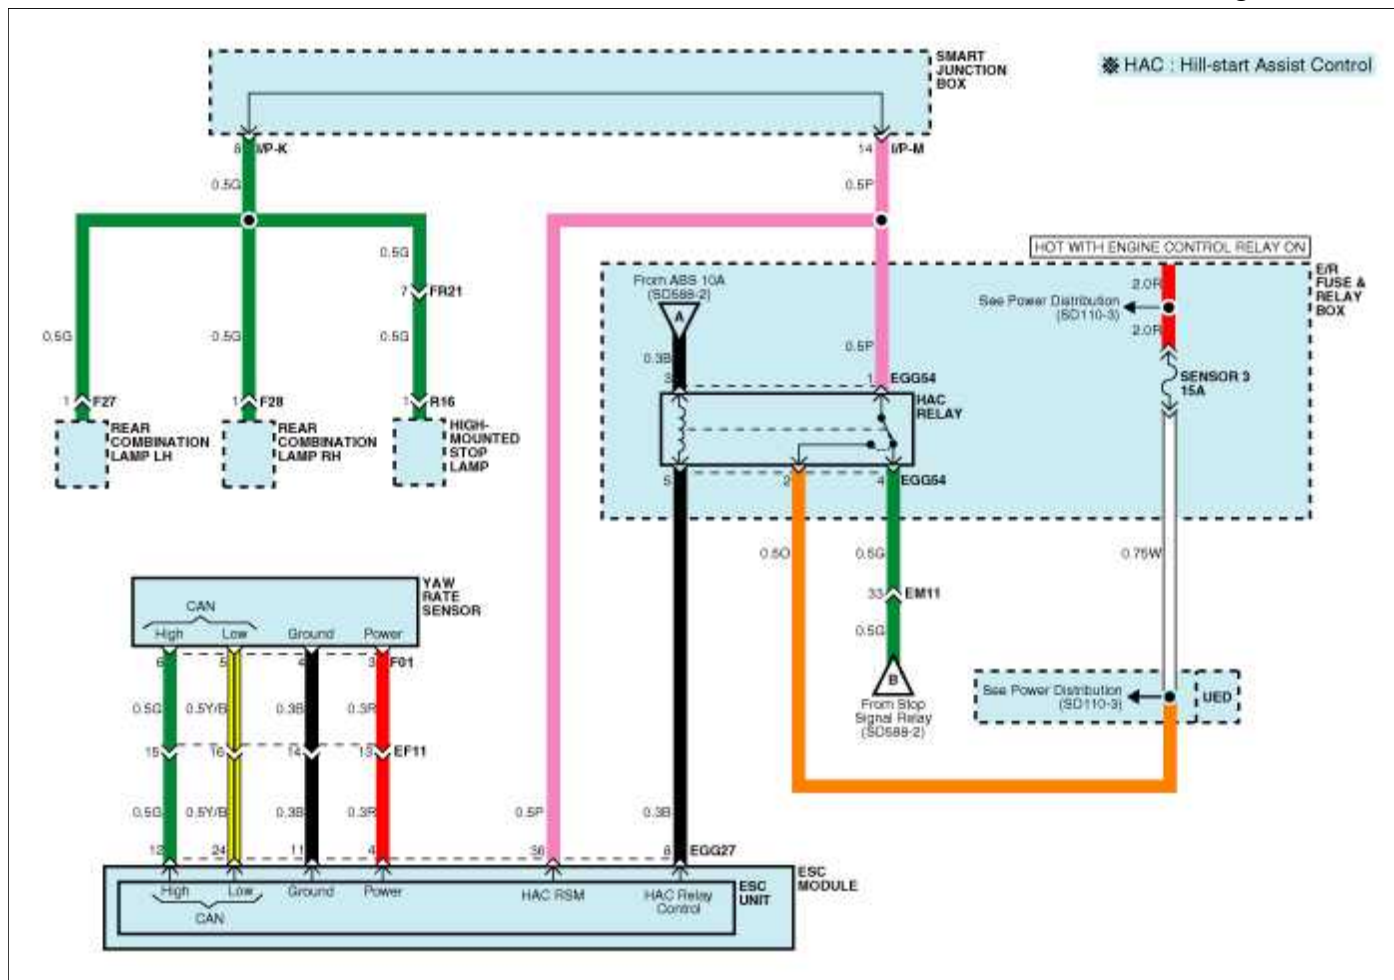 SMART
JUNCTION
BOX
※ HAC : Hill-start Assist Control
I/P-K
14
I/P-M
0.5G
0.5P
HOT WITH ENGINE CONTROL RELAY ON
0.5G
7
FR21
From ABS 10A
(SD588-2)
A
2.0R
See Power Distribution
(SD110-3)
2.0R
E/R
FUSE &
RELAY
BOX
0.5G
0.5G
0.5G
0.3B
0.5P
SENSOR 3
15A
3
1
EGG54
1
F27
1
F28
1
R16
HAC
RELAY
REAR
COMBINATION
LAMP LH
REAR
COMBINATION
LAMP RH
HIGH-
MOUNTED
STOP
LAMP
5
2
4
EGG54
0.5O
0.5G
0.75W
33
EM11
0.5G
B
From Stop
Signal Relay
(SD588-2)
See Power Distribution
(SD110-3)
UED
YAW
RATE
SENSOR
CAN
High
Low
Ground
Power
6
5
4
3
F01
0.5G
0.5Y/B
0.3B
0.3R
15
16
14
13
EF11
0.5G
0.5Y/B
0.3B
0.3R
0.5P
0.3B
12
24
11
4
36
8
EGG27
High
Low
Ground
Power
HAC RSM
HAC Relay
Control
CAN
ESC
UNIT
ESC
MODULE